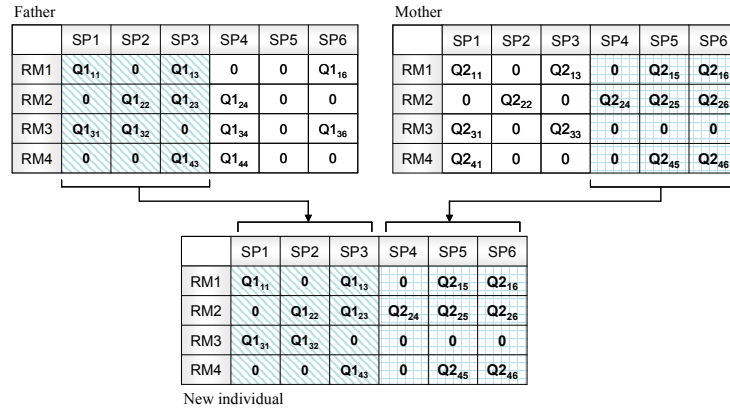 Father
SP1 SP2 SP3 SP4 SP5 SP6
RM1 Q1₁₁ 0 Q1₁₃ 0 0 Q1₁₆
RM2 0 Q1₂₂ Q1₂₃ Q1₂₄ 0 0
RM3 Q1₃₁ Q1₃₂ 0 Q1₃₄ 0 Q1₃₆
RM4 0 0 Q1₄₃ Q1₄₄ 0 0
Mother
SP1 SP2 SP3 SP4 SP5 SP6
RM1 Q2₁₁ 0 Q2₁₃ 0 Q2₁₅ Q2₁₆
RM2 0 Q2₂₂ 0 Q2₂₄ Q2₂₅ Q2₂₆
RM3 Q2₃₁ 0 Q2₃₃ 0 0 0
RM4 Q2₄₁ 0 0 0 Q2₄₅ Q2₄₆
SP1 SP2 SP3 SP4 SP5 SP6
RM1 Q1₁₁ 0 Q1₁₃ 0 Q2₁₅ Q2₁₆
RM2 0 Q1₂₂ Q1₂₃ Q2₂₄ Q2₂₅ Q2₂₆
RM3 Q1₃₁ Q1₃₂ 0 0 0 0
RM4 0 0 Q1₄₃ 0 Q2₄₅ Q2₄₆
New individual